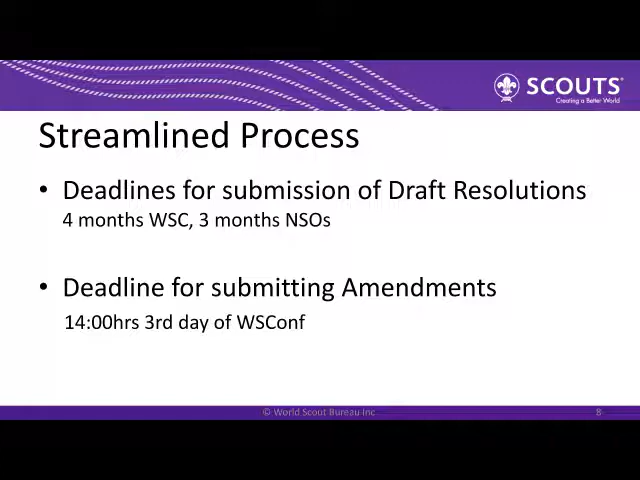 SCOUTS®
Creating a Better World
Streamlined Process
• Deadlines for submission of Draft Resolutions
4 months WSC, 3 months NSOs
• Deadline for submitting Amendments
14:00hrs 3rd day of WSConf
© World Scout Bureau Inc
8